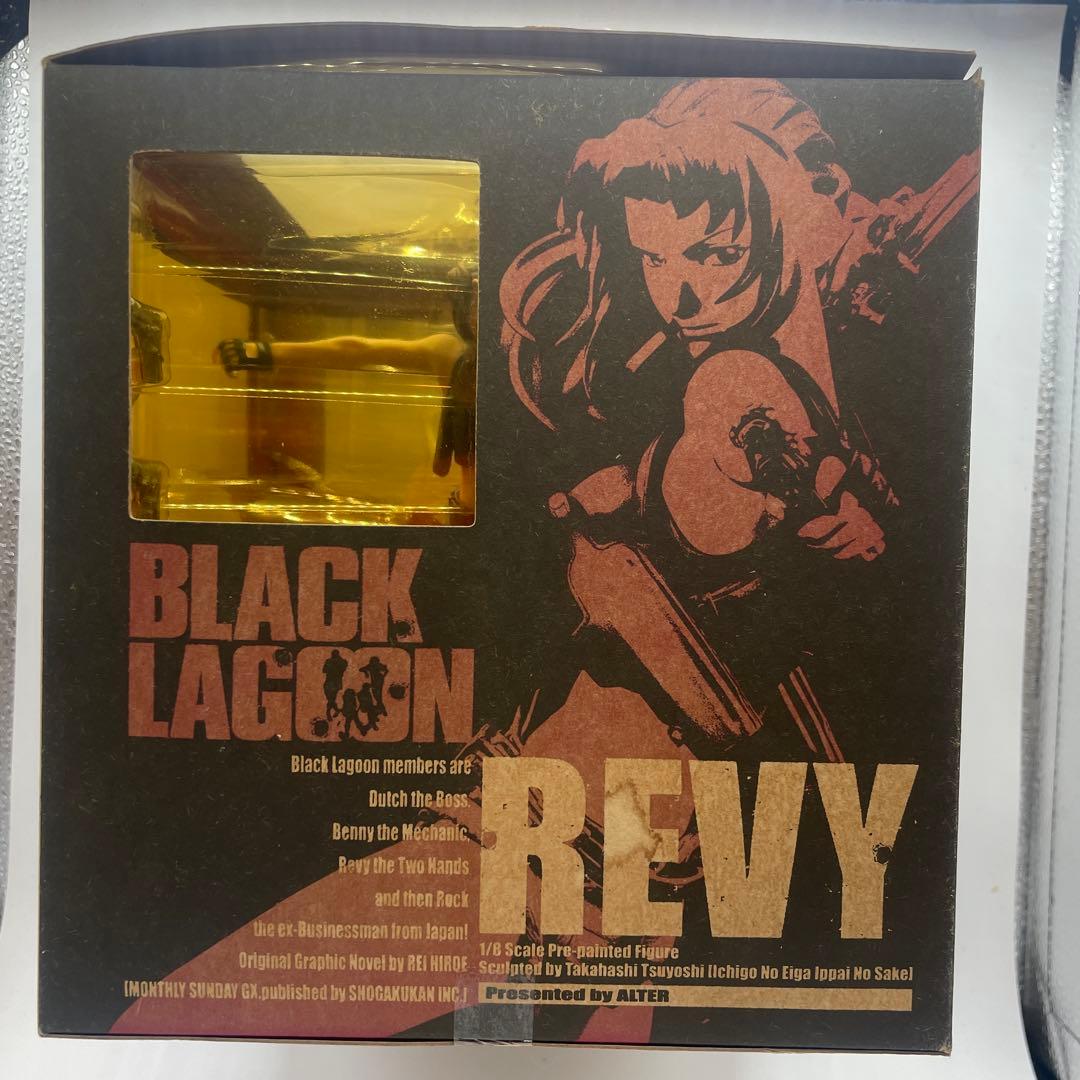 BLACK
LAGOON
Black Lagoon members are
Dutch the Boss,
Benny the Mechanic,
Revy the Two Hands
and then Rock
the ex-Businessman from Japan!
Original Graphic Novel by REI HIROE
[MONTHLY SUNDAY GX.published by SHOGAKUKAN INC.]
REVY
1/8 Scale Pre-painted Figure
Sculpted by Takahashi Tsuyoshi [Ichigo No Eiga Ippai No Sake]
Presented by ALTER